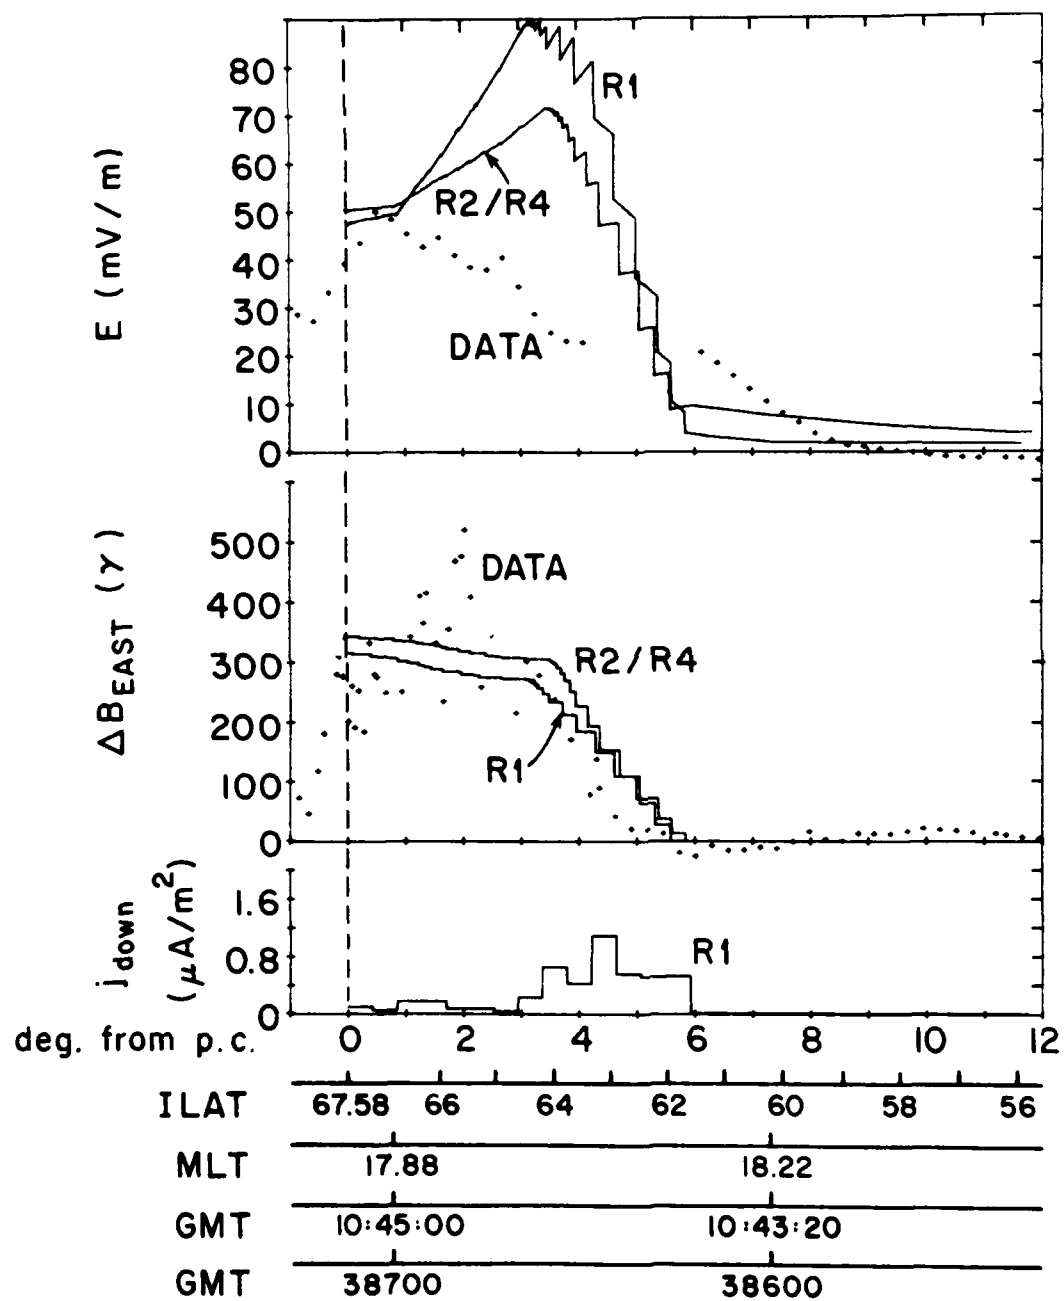 E (mV/m)
80
70
60
50
40
30
20
10
0
R1
R2/R4
DATA
ΔB EAST (γ)
500
400
300
200
100
0
DATA
R2/R4
R1
j down (μA/m²)
1.6
0.8
0
R1
deg. from p.c. 0 2 4 6 8 10 12
ILAT 67.58 66 64 62 60 58 56
MLT 17.88 18.22
GMT 10:45:00 10:43:20
GMT 38700 38600